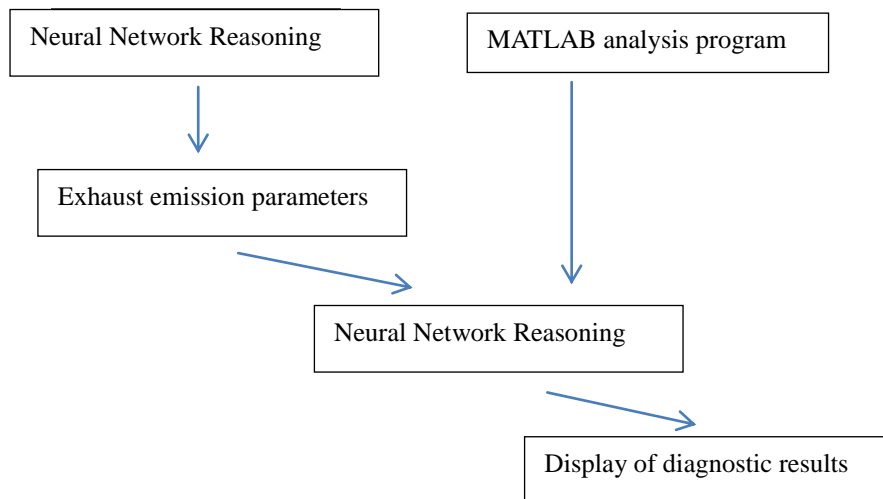 Neural Network Reasoning
MATLAB analysis program
Exhaust emission parameters
Neural Network Reasoning
Display of diagnostic results